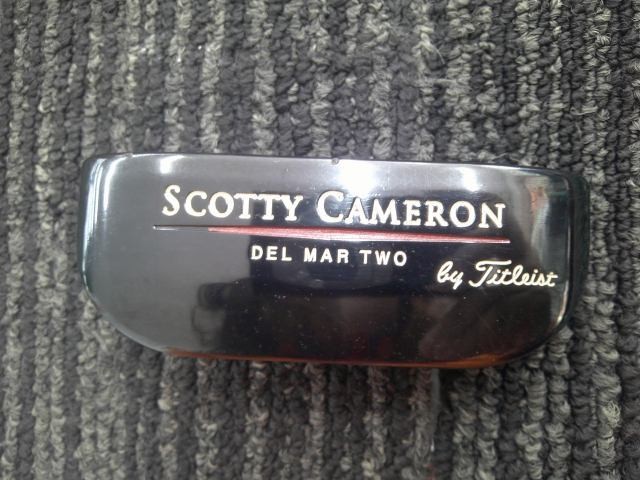 SCOTTY CAMERON
DEL MAR TWO
by Titleist